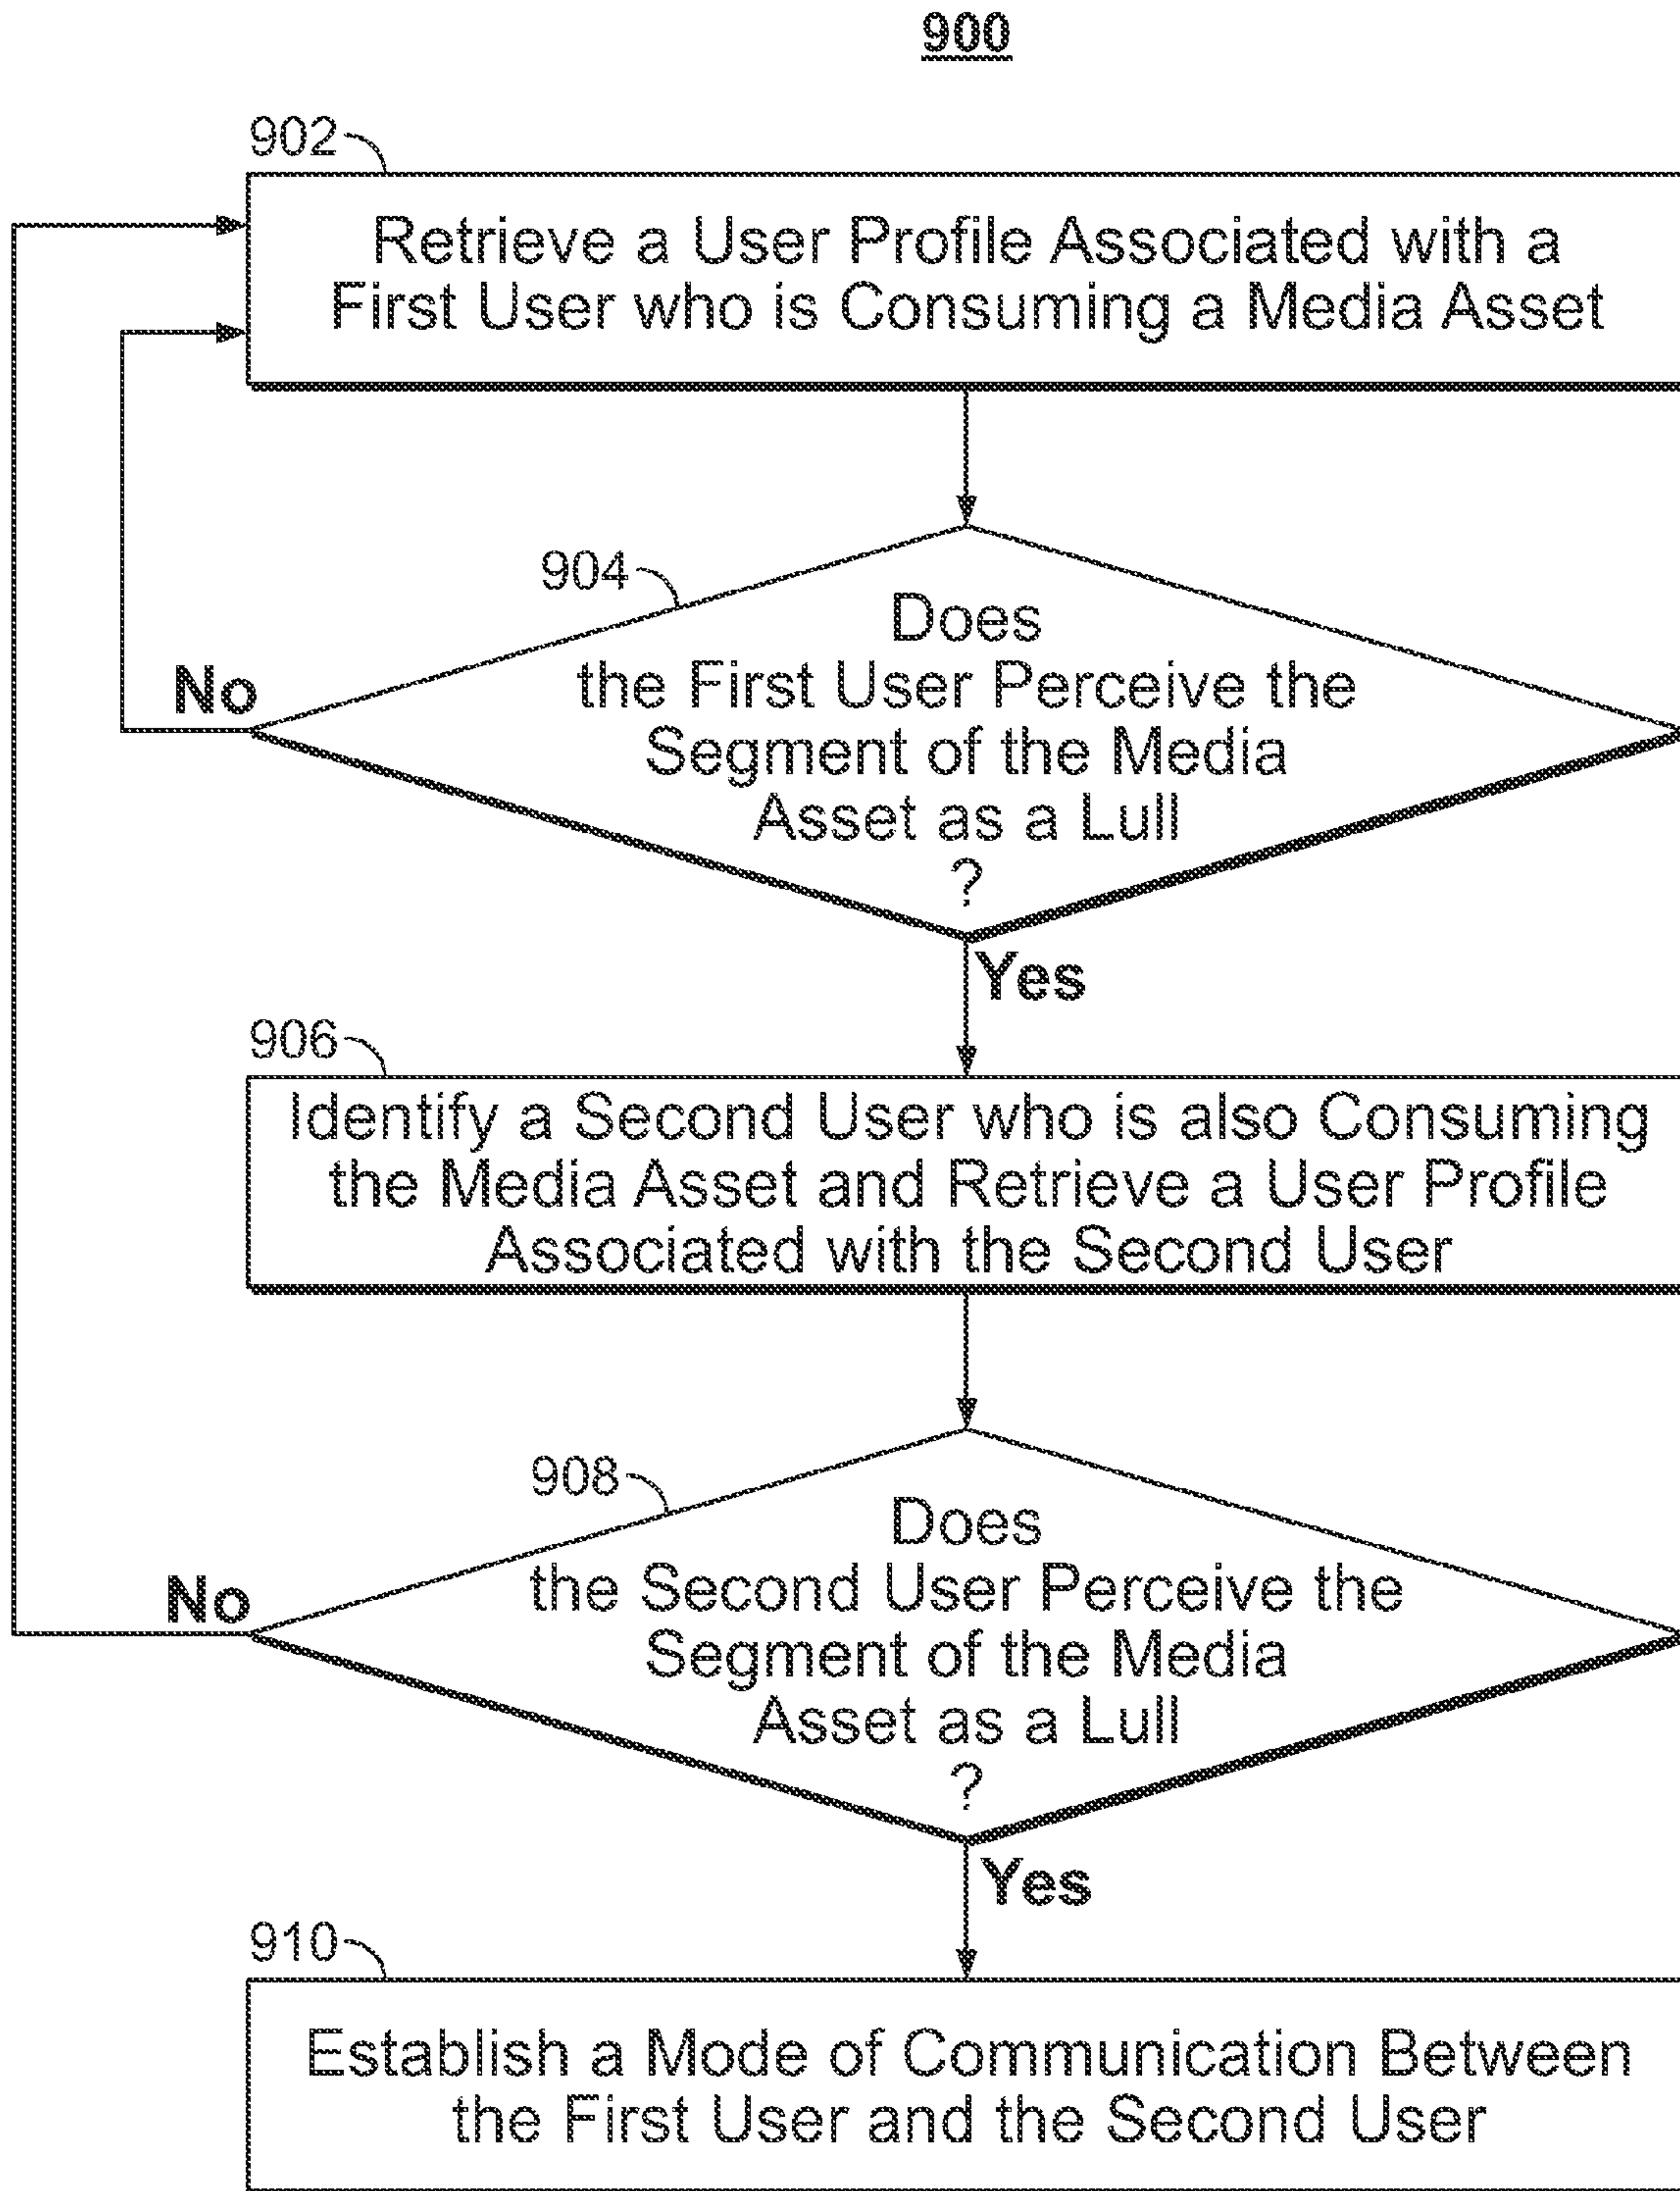 900
902
Retrieve a User Profile Associated with a
First User who is Consuming a Media Asset
904
Does
the First User Perceive the
Segment of the Media
Asset as a Lull
?
No
Yes
906
Identify a Second User who is also Consuming
the Media Asset and Retrieve a User Profile
Associated with the Second User
908
Does
the Second User Perceive the
Segment of the Media
Asset as a Lull
?
No
Yes
910
Establish a Mode of Communication Between
the First User and the Second User